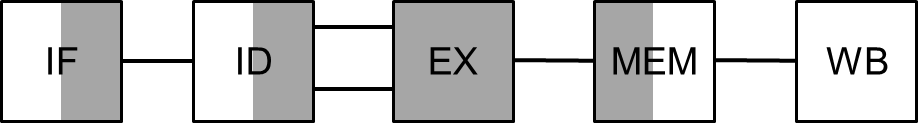 IF ID EX MEM WB